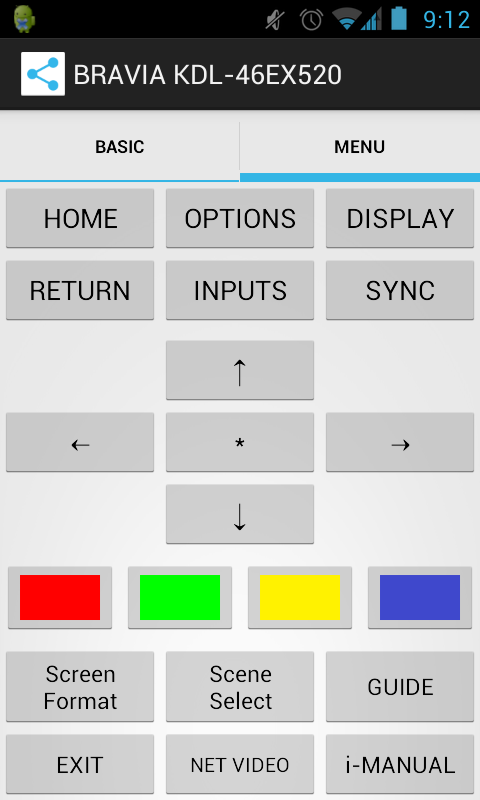 9:12
BRAVIA KDL-46EX520
BASIC
MENU
HOME
OPTIONS
DISPLAY
RETURN
INPUTS
SYNC
↑
←
*
→
↓
Screen
Format
Scene
Select
GUIDE
EXIT
NET VIDEO
i-MANUAL